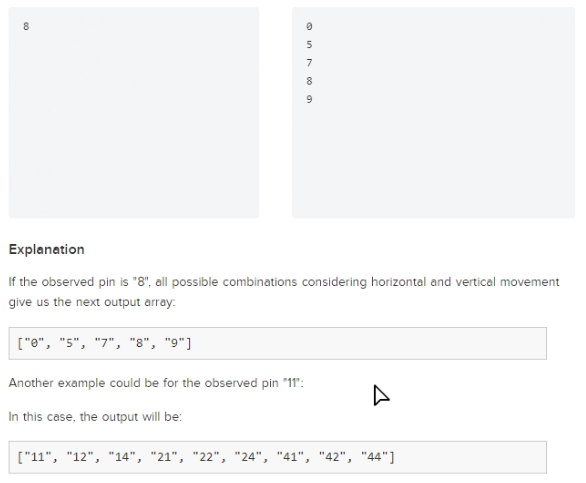 8
0
5
7
8
9
Explanation
If the observed pin is "8", all possible combinations considering horizontal and vertical movement
give us the next output array:
["0", "5", "7", "8", "9"]
Another example could be for the observed pin "11":
In this case, the output will be:
["11", "12", "14", "21", "22", "24", "41", "42", "44"]